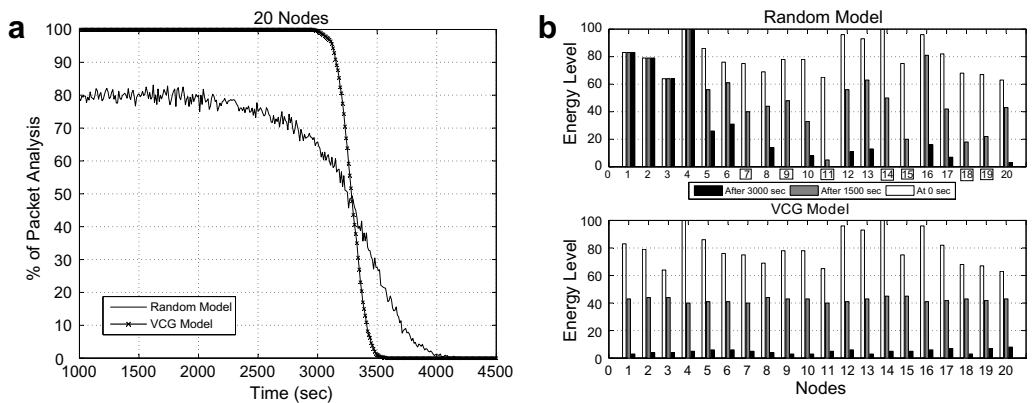 a
20 Nodes
% of Packet Analysis
100
90
80
70
60
50
40
30
20
10
0
Random Model
VCG Model
1000 1500 2000 2500 3000 3500 4000 4500
Time (sec)
b
Random Model
Energy Level
100
80
60
40
20
0
0 1 2 3 4 5 6 7 8 9 10 11 12 13 14 15 16 17 18 19 20
After 3000 sec After 1500 sec At 0 sec
VCG Model
Energy Level
100
80
60
40
20
0
0 1 2 3 4 5 6 7 8 9 10 11 12 13 14 15 16 17 18 19 20
Nodes